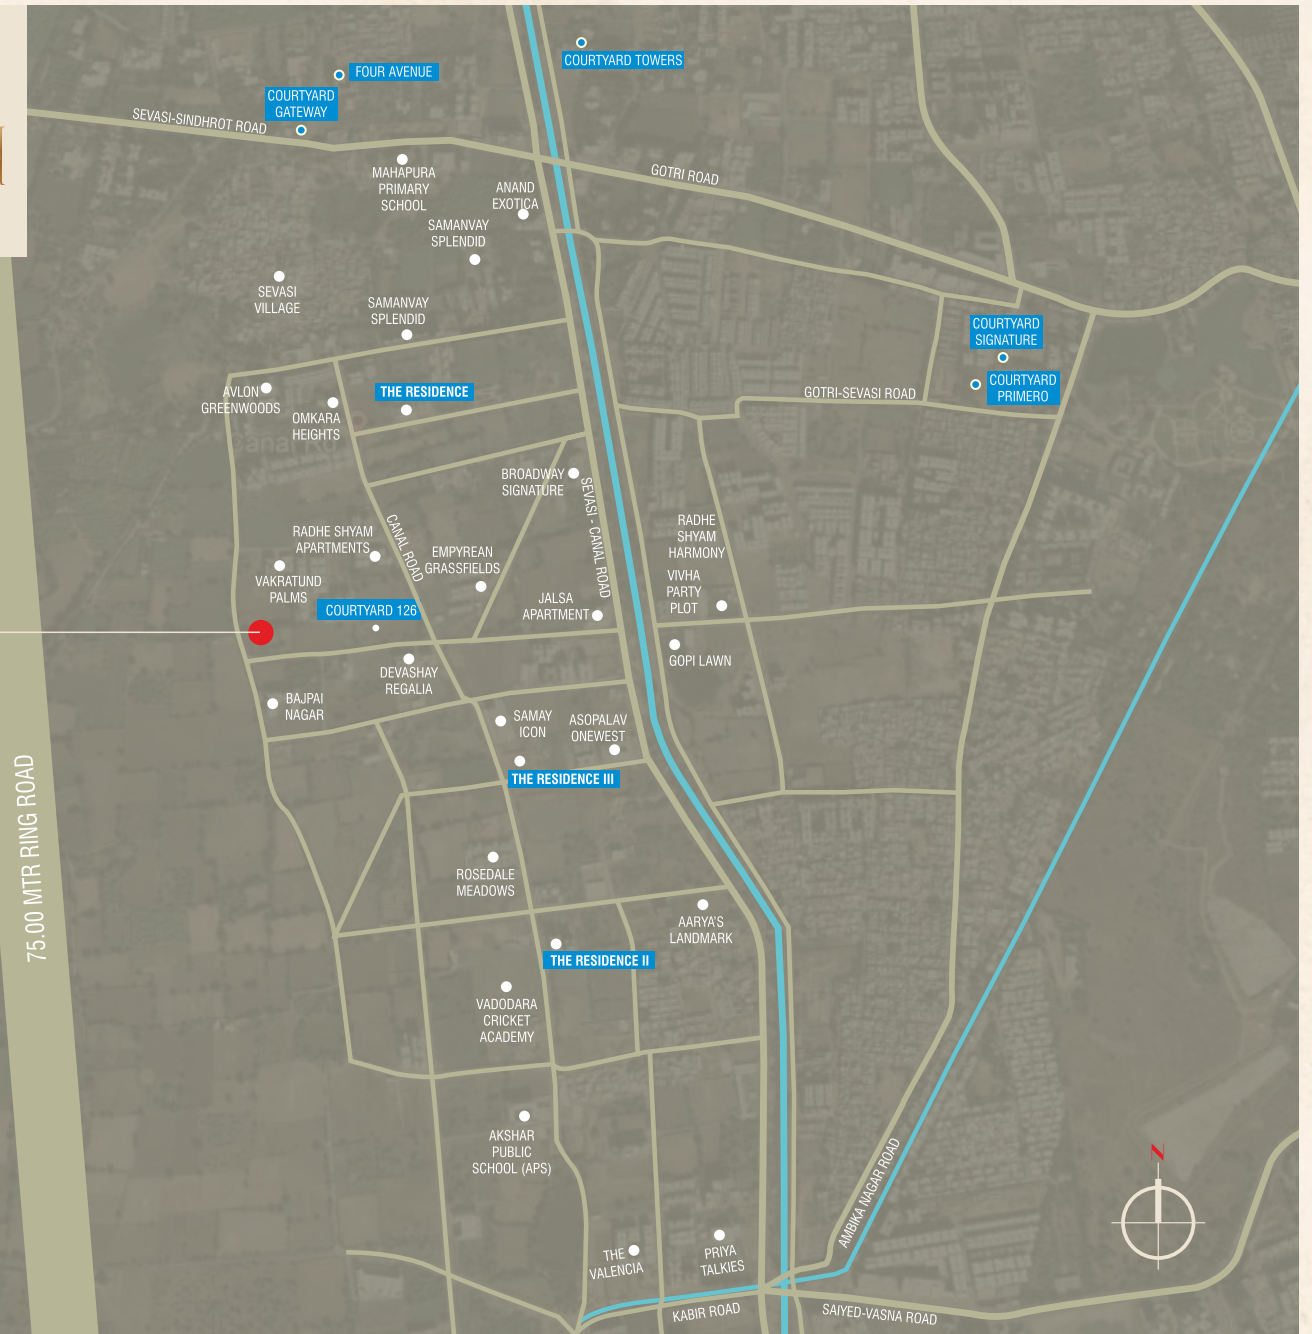 COURTYARD TOWERS
FOUR AVENUE
COURTYARD
GATEWAY
SEVASI-SINDHROT ROAD
MAHAPURA
PRIMARY
SCHOOL
GOTRI ROAD
ANAND
EXOTICA
SAMANVAY
SPLENDID
SEVASI
VILLAGE
SAMANVAY
SPLENDID
COURTYARD
SIGNATURE
COURTYARD
PRIMERO
THE RESIDENCE
AVLON
GREENWOODS
OMKARA
HEIGHTS
GOTRI-SEVASI ROAD
BROADWAY
SIGNATURE
SEVASI - CANAL ROAD
CANAL ROAD
RADHE SHYAM
APARTMENTS
EMPYREAN
GRASSFIELDS
RADHE
SHYAM
HARMONY
VIVHA
PARTY
PLOT
VAKRATUND
PALMS
COURTYARD 126
JALSA
APARTMENT
GOPI LAWN
DEVASHAY
REGALIA
BAJPAI
NAGAR
SAMAY
ICON
ASOPALAV
ONEWEST
THE RESIDENCE III
75.00 MTR RING ROAD
ROSEDALE
MEADOWS
AARYA'S
LANDMARK
THE RESIDENCE II
VADODARA
CRICKET
ACADEMY
AKSHAR
PUBLIC
SCHOOL (APS)
AMBIKA NAGAR ROAD
N
THE
VALENCIA
PRIYA
TALKIES
KABIR ROAD
SAIYED-VASNA ROAD